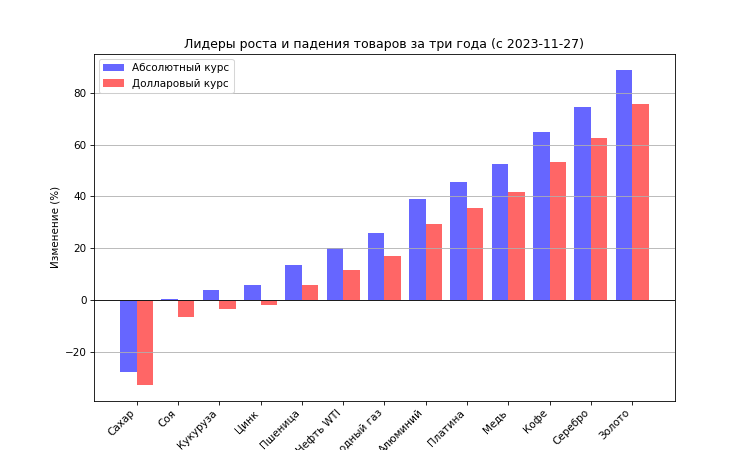 Лидеры роста и падения товаров за три года (с 2023-11-27)
Абсолютный курс
Долларовый курс
Изменение (%)
80
60
40
20
0
−20
Сахар
Соя
Кукуруза
Цинк
Пшеница
Нефть WTI
газ
Алюминий
Платина
Медь
Кофе
Серебро
Золото